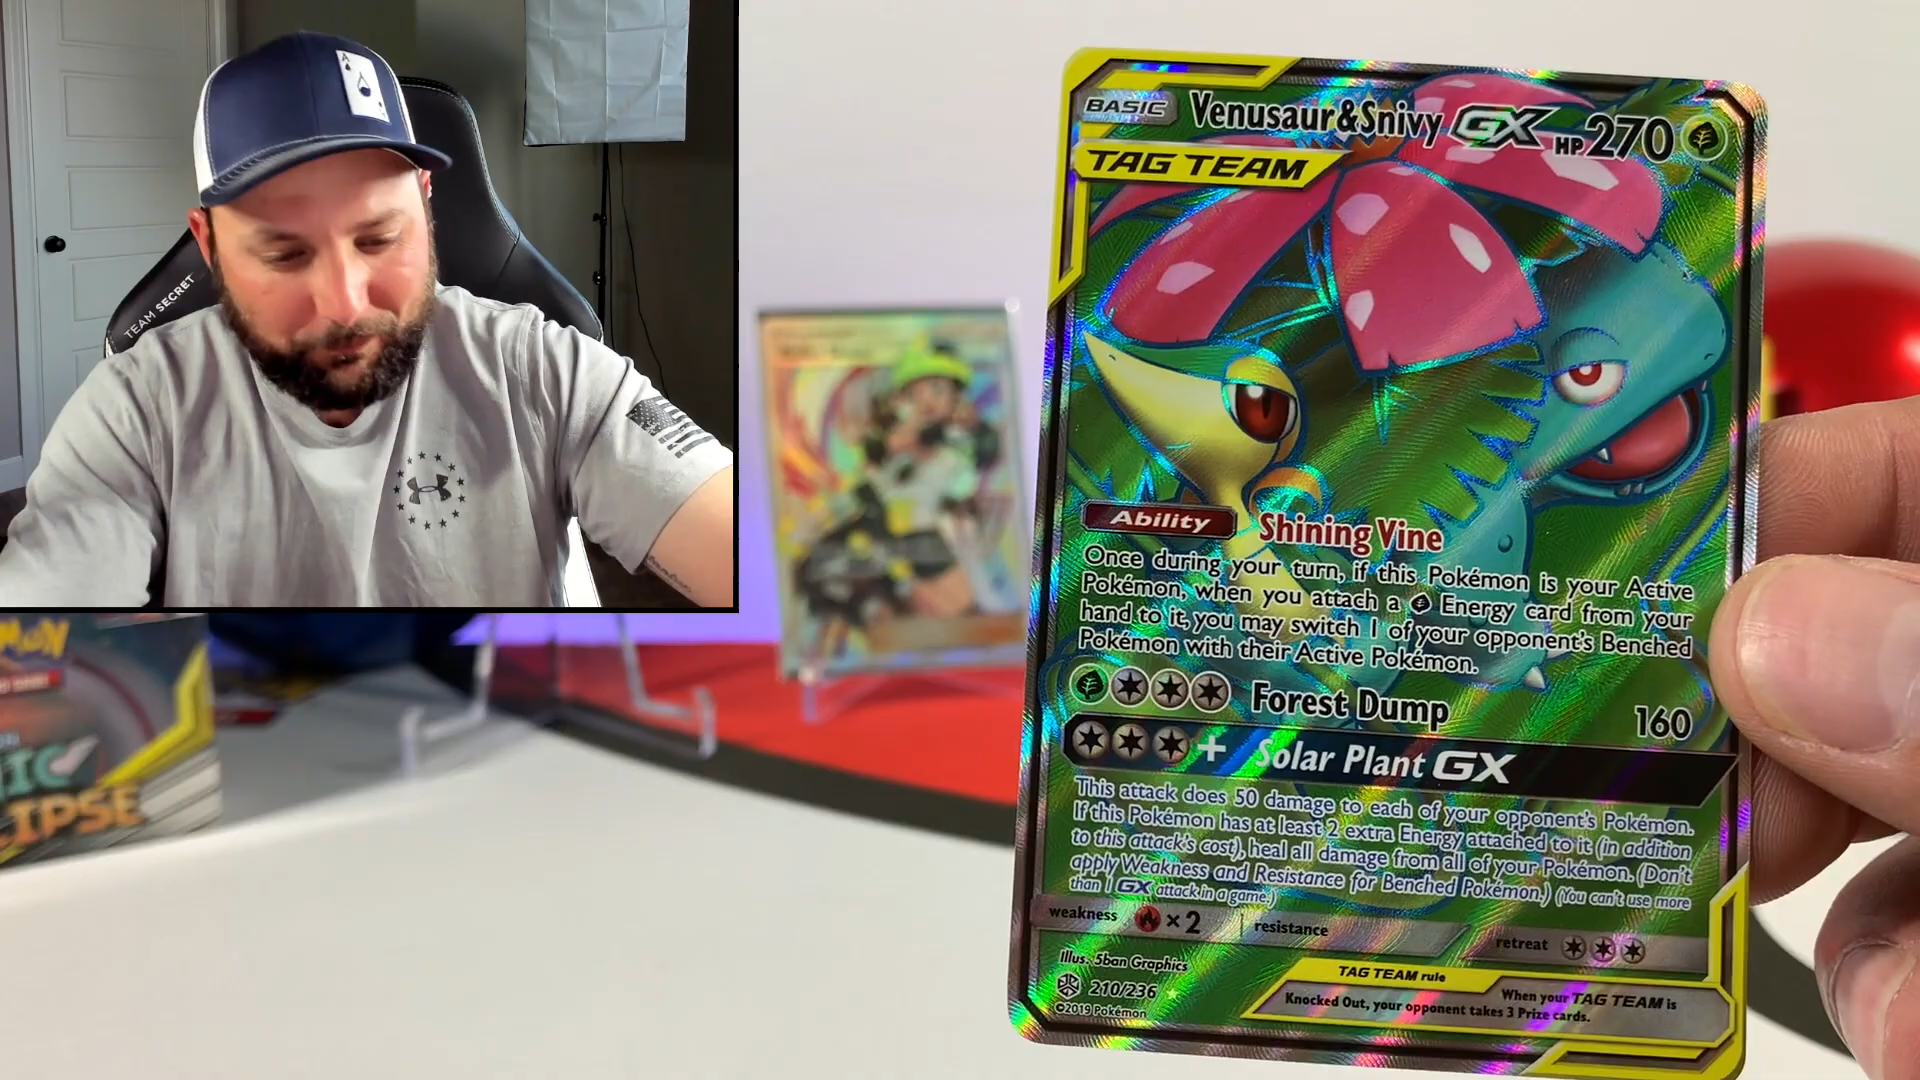 A
TEAM SECRET
BASIC Venusaur&Snivy GX HP 270
TAG TEAM
Ability Shining Vine
Once during your turn, if this Pokémon is your Active
Pokémon, when you attach a Energy card from your
hand to it, you may switch 1 of your opponent's Benched
Pokémon with their Active Pokémon.
Forest Dump 160
+ Solar Plant GX
This attack does 50 damage to each of your opponent's Pokémon.
If this Pokémon has at least 2 extra Energy attached to it (in addition
to this attack's cost), heal all damage from all of your Pokémon. (Don't
apply Weakness and Resistance for Benched Pokémon.) (You can't use more
than 1 GX attack in a game.)
weakness ×2 resistance retreat
Illus. 5ban Graphics
210/236
©2019 Pokémon
TAG TEAM rule
When your TAG TEAM is
Knocked Out, your opponent takes 3 Prize cards.
MON
IC
LIPSE